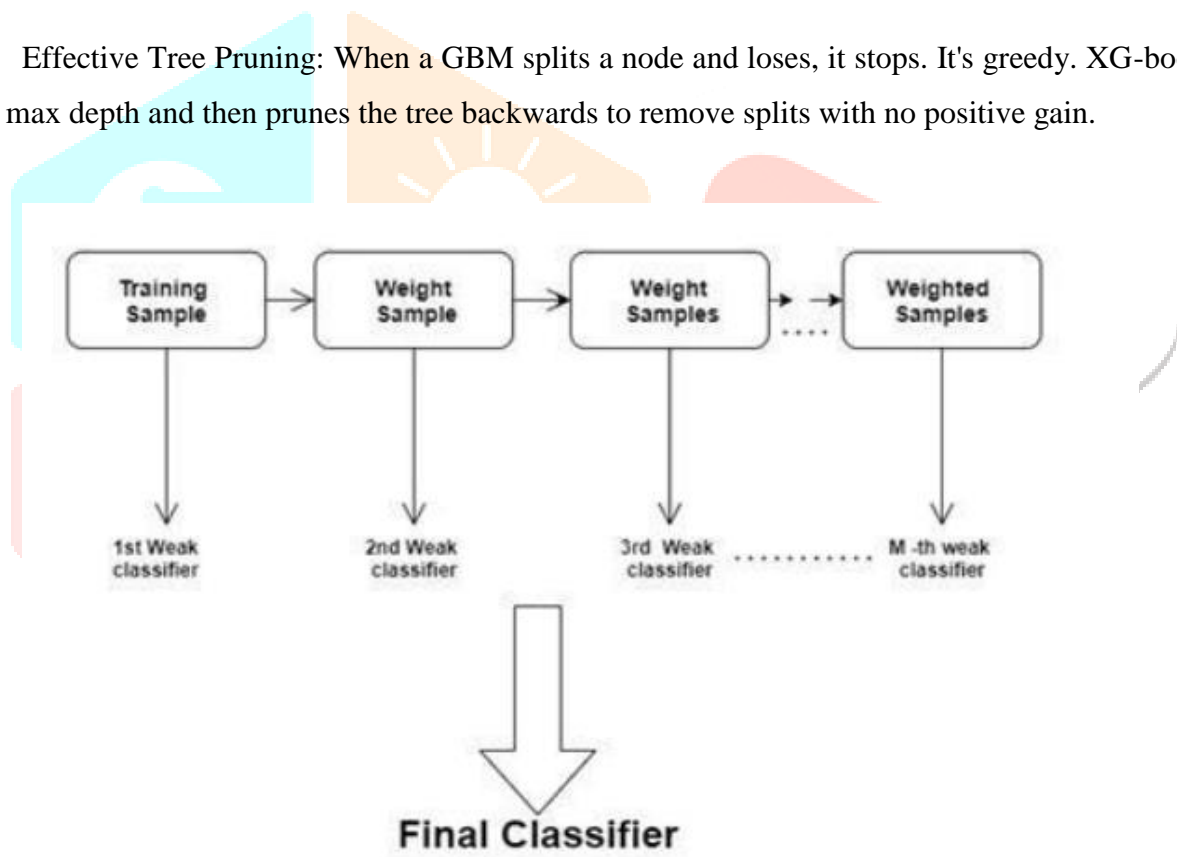 Effective Tree Pruning: When a GBM splits a node and loses, it stops. It's greedy.
max depth and then prunes the tree backwards to remove splits with no positive gain.
Training Sample
Weight Sample
Weight Samples
....
Weighted Samples
1st Weak classifier
2nd Weak classifier
3rd Weak classifier
...........
M -th weak classifier
Final Classifier